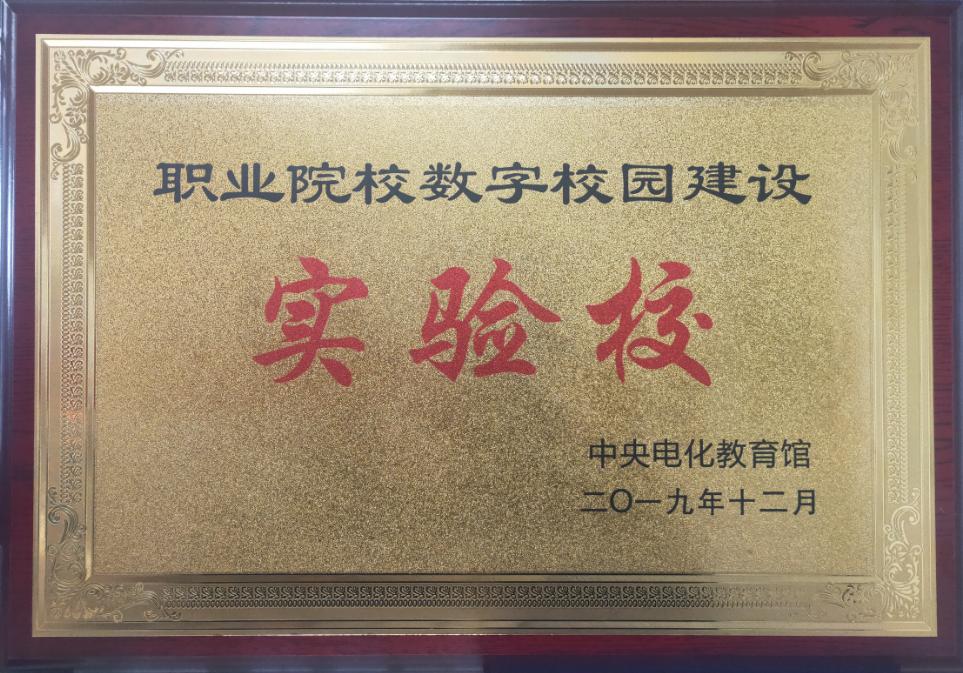 职业院校数字校园建设
实验校
中央电化教育馆
二〇一九年十二月